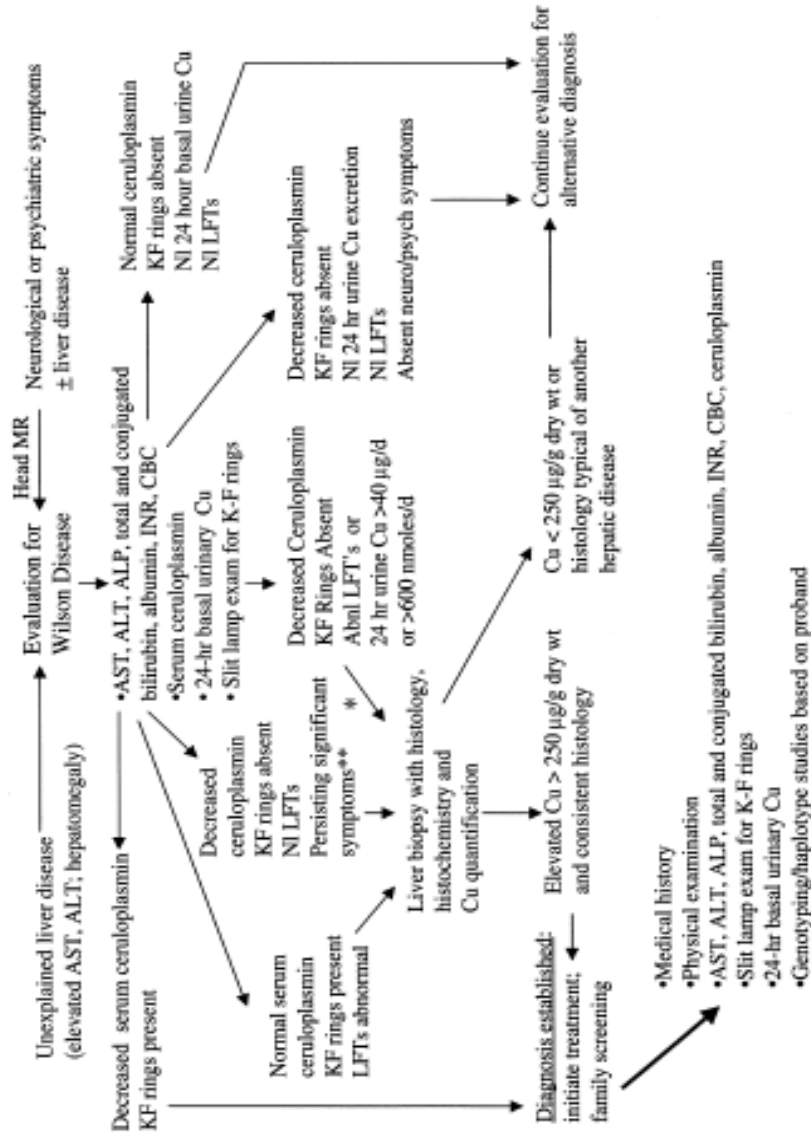 Unexplained liver disease
(elevated AST, ALT; hepatomegaly)
Evaluation for
Wilson Disease
Head MR
Neurological or psychiatric symptoms
± liver disease
•AST, ALT, ALP, total and conjugated
bilirubin, albumin, INR, CBC
•Serum ceruloplasmin
• 24-hr basal urinary Cu
• Slit lamp exam for K-F rings
Decreased serum ceruloplasmin
KF rings present
Normal serum
ceruloplasmin
KF rings present
LFTs abnormal
Decreased
ceruloplasmin
KF rings absent
Nl LFTs
Persisting significant
symptoms**
*
Decreased Ceruloplasmin
KF Rings Absent
Abnl LFT's or
24 hr urine Cu >40 µg/d
or >600 nmoles/d
Decreased ceruloplasmin
KF rings absent
Nl 24 hr urine Cu excretion
Nl LFTs
Absent neuro/psych symptoms
Normal ceruloplasmin
KF rings absent
Nl 24 hour basal urine Cu
Nl LFTs
Liver biopsy with histology,
histochemistry and
Cu quantification
Diagnosis established:
initiate treatment;
family screening
Elevated Cu > 250 µg/g dry wt
and consistent histology
Cu < 250 µg/g dry wt or
histology typical of another
hepatic disease
Continue evaluation for
alternative diagnosis
•Medical history
•Physical examination
•AST, ALT, ALP, total and conjugated bilirubin, albumin, INR, CBC, ceruloplasmin
•Slit lamp exam for K-F rings
•24-hr basal urinary Cu
•Genotyping/haplotype studies based on proband